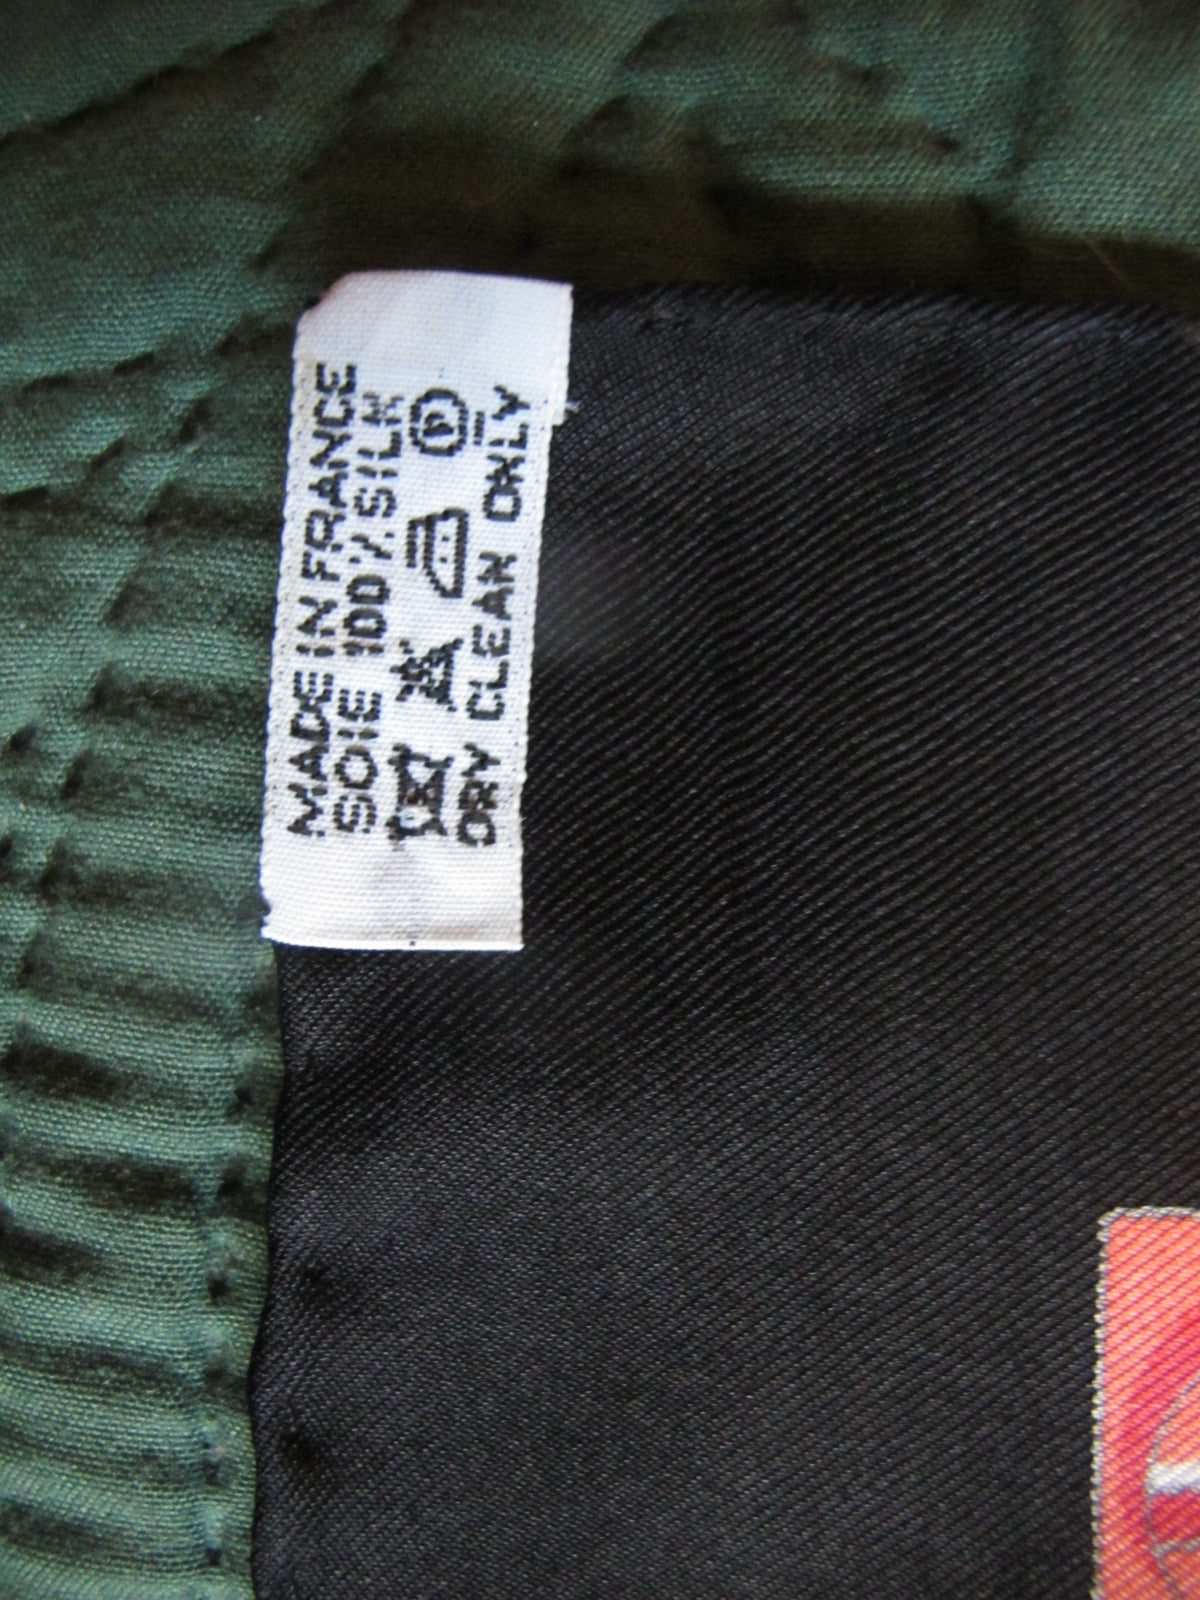 MADE IN FRANCE
SOIE 100% SILK
P
DRY CLEAN ONLY